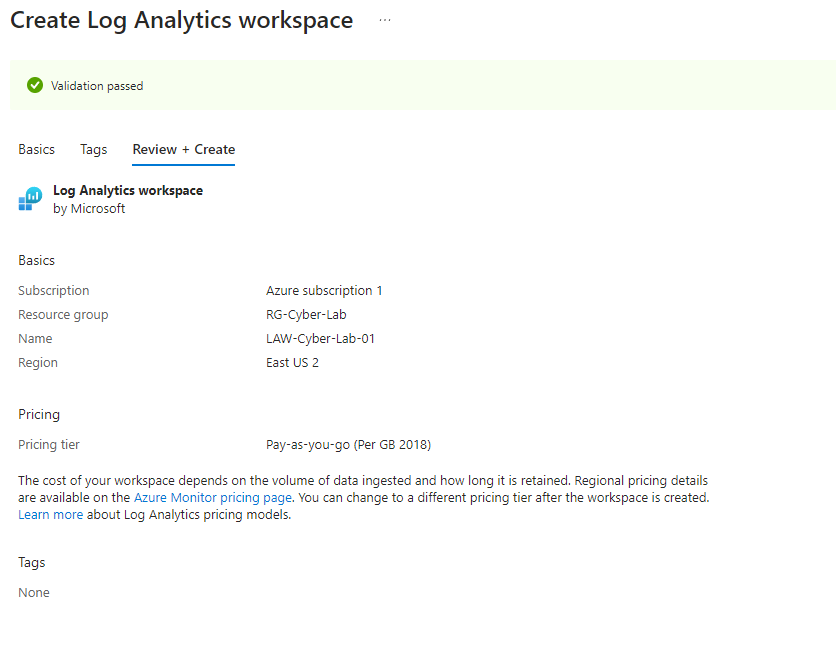 Create Log Analytics workspace ...
Validation passed
Basics Tags Review + Create
Log Analytics workspace
by Microsoft
Basics
Subscription Azure subscription 1
Resource group RG-Cyber-Lab
Name LAW-Cyber-Lab-01
Region East US 2
Pricing
Pricing tier Pay-as-you-go (Per GB 2018)
The cost of your workspace depends on the volume of data ingested and how long it is retained. Regional pricing details
are available on the Azure Monitor pricing page. You can change to a different pricing tier after the workspace is created.
Learn more about Log Analytics pricing models.
Tags
None